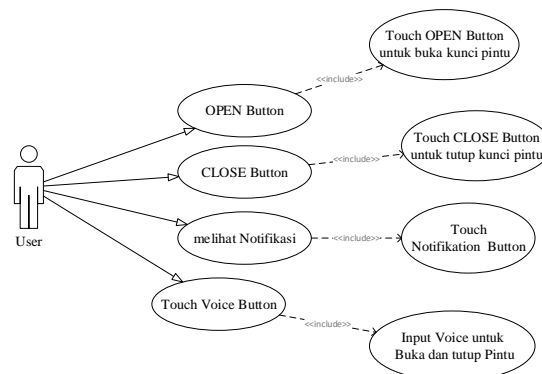 Touch OPEN Button
untuk buka kunci pintu
<<include>>
OPEN Button
Touch CLOSE Button
untuk tutup kunci pintu
<<include>>
CLOSE Button
User
melihat Notifikasi
<<include>>
Touch
Notifikation Button
Touch Voice Button
<<include>>
Input Voice untuk
Buka dan tutup Pintu